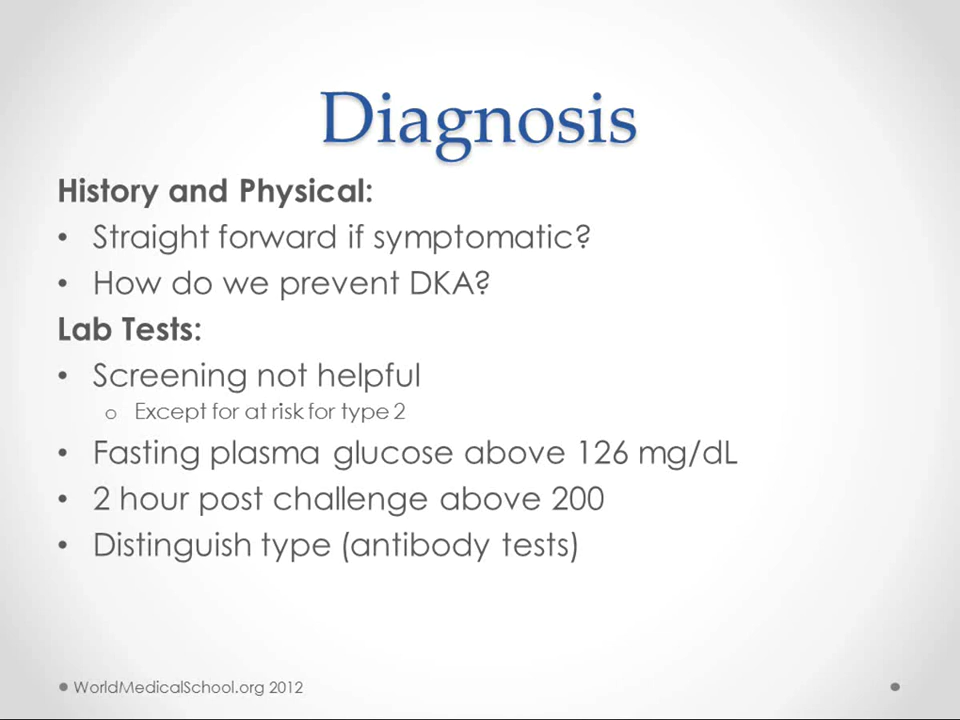 Diagnosis
History and Physical:
• Straight forward if symptomatic?
• How do we prevent DKA?
Lab Tests:
• Screening not helpful
o Except for at risk for type 2
• Fasting plasma glucose above 126 mg/dL
• 2 hour post challenge above 200
• Distinguish type (antibody tests)
WorldMedicalSchool.org 2012